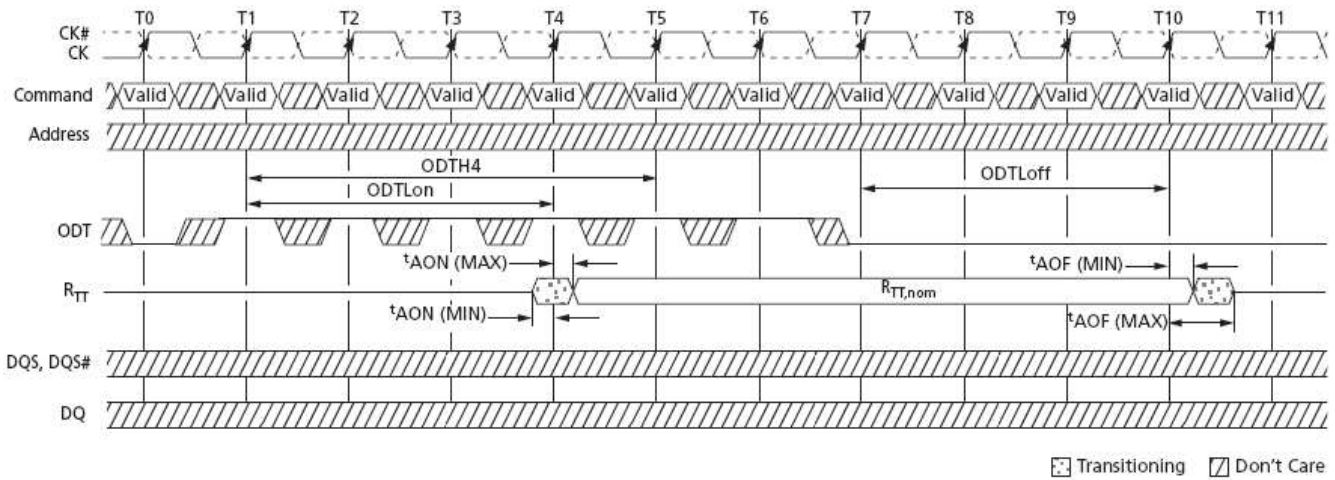 T0 T1 T2 T3 T4 T5 T6 T7 T8 T9 T10 T11
CK#
CK
Command Valid Valid Valid Valid Valid Valid Valid Valid Valid Valid Valid Valid
Address
ODTH4
ODTLon ODTLoff
ODT
tAON (MAX) tAOF (MIN)
RTT RTT,nom
tAON (MIN) tAOF (MAX)
DQS, DQS#
DQ
Transitioning Don't Care